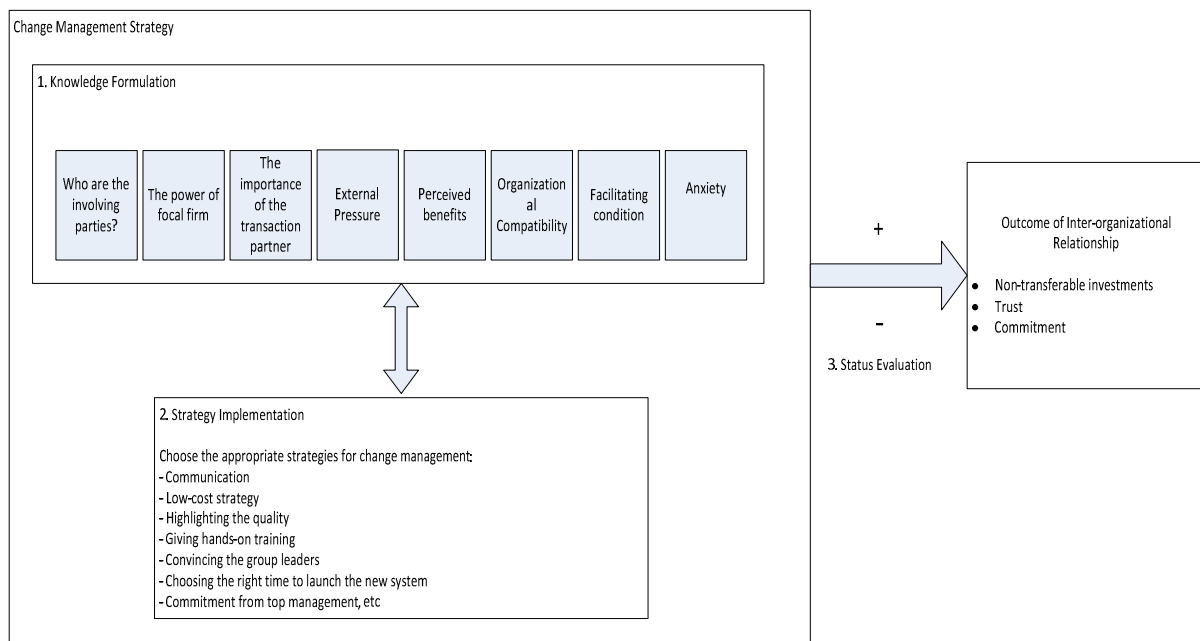 Change Management Strategy
1. Knowledge Formulation
Who are the
involving
parties?
The power of
focal firm
The
importance
of the
transaction
partner
External
Pressure
Perceived
benefits
Organization
al
Compatibility
Facilitating
condition
Anxiety
+
-
3. Status Evaluation
Outcome of Inter-organizational
Relationship
● Non-transferable investments
● Trust
● Commitment
2. Strategy Implementation
Choose the appropriate strategies for change management:
- Communication
- Low-cost strategy
- Highlighting the quality
- Giving hands-on training
- Convincing the group leaders
- Choosing the right time to launch the new system
- Commitment from top management, etc